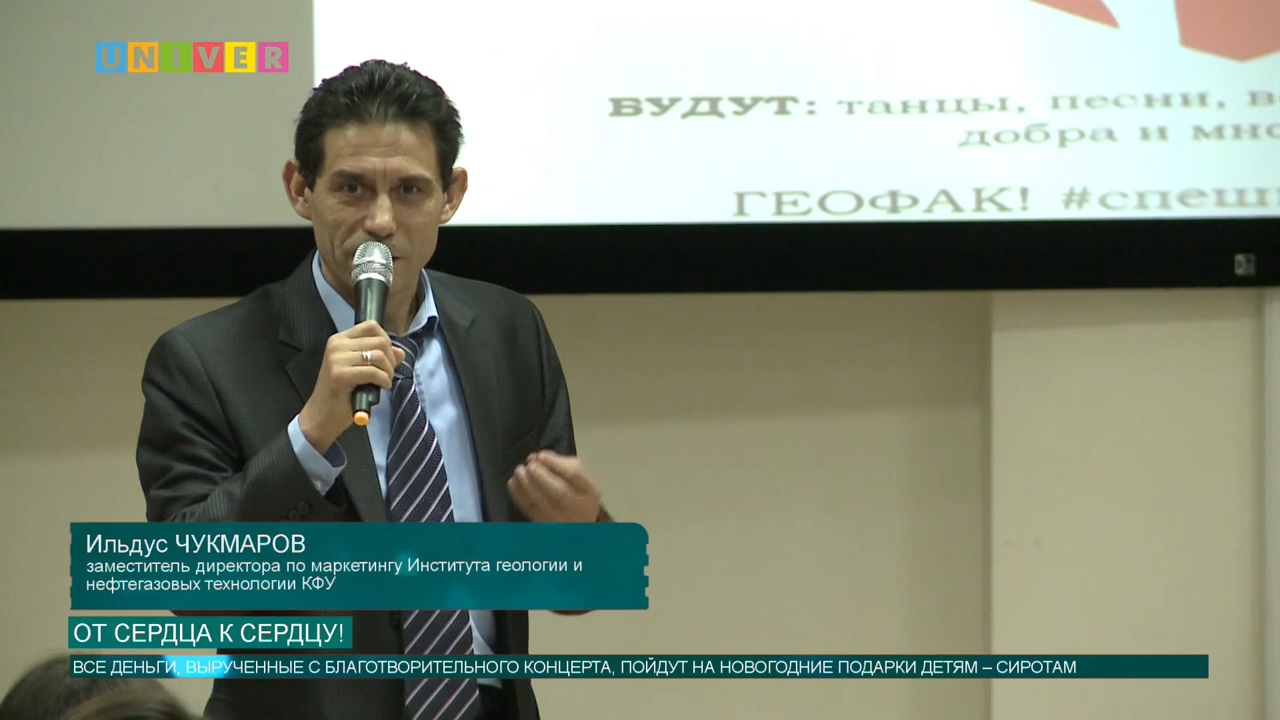 UNIVER
БУДУТ: танцы, песни,
добра и
ГЕОФАК!
Ильдус ЧУКМАРОВ
заместитель директора по маркетингу Института геологии и
нефтегазовых технологии КФУ
ОТ СЕРДЦА К СЕРДЦУ!
ВСЕ ДЕНЬГИ, ВЫРУЧЕННЫЕ С БЛАГОТВОРИТЕЛЬНОГО КОНЦЕРТА, ПОЙДУТ НА НОВОГОДНИЕ ПОДАРКИ ДЕТЯМ – СИРОТАМ